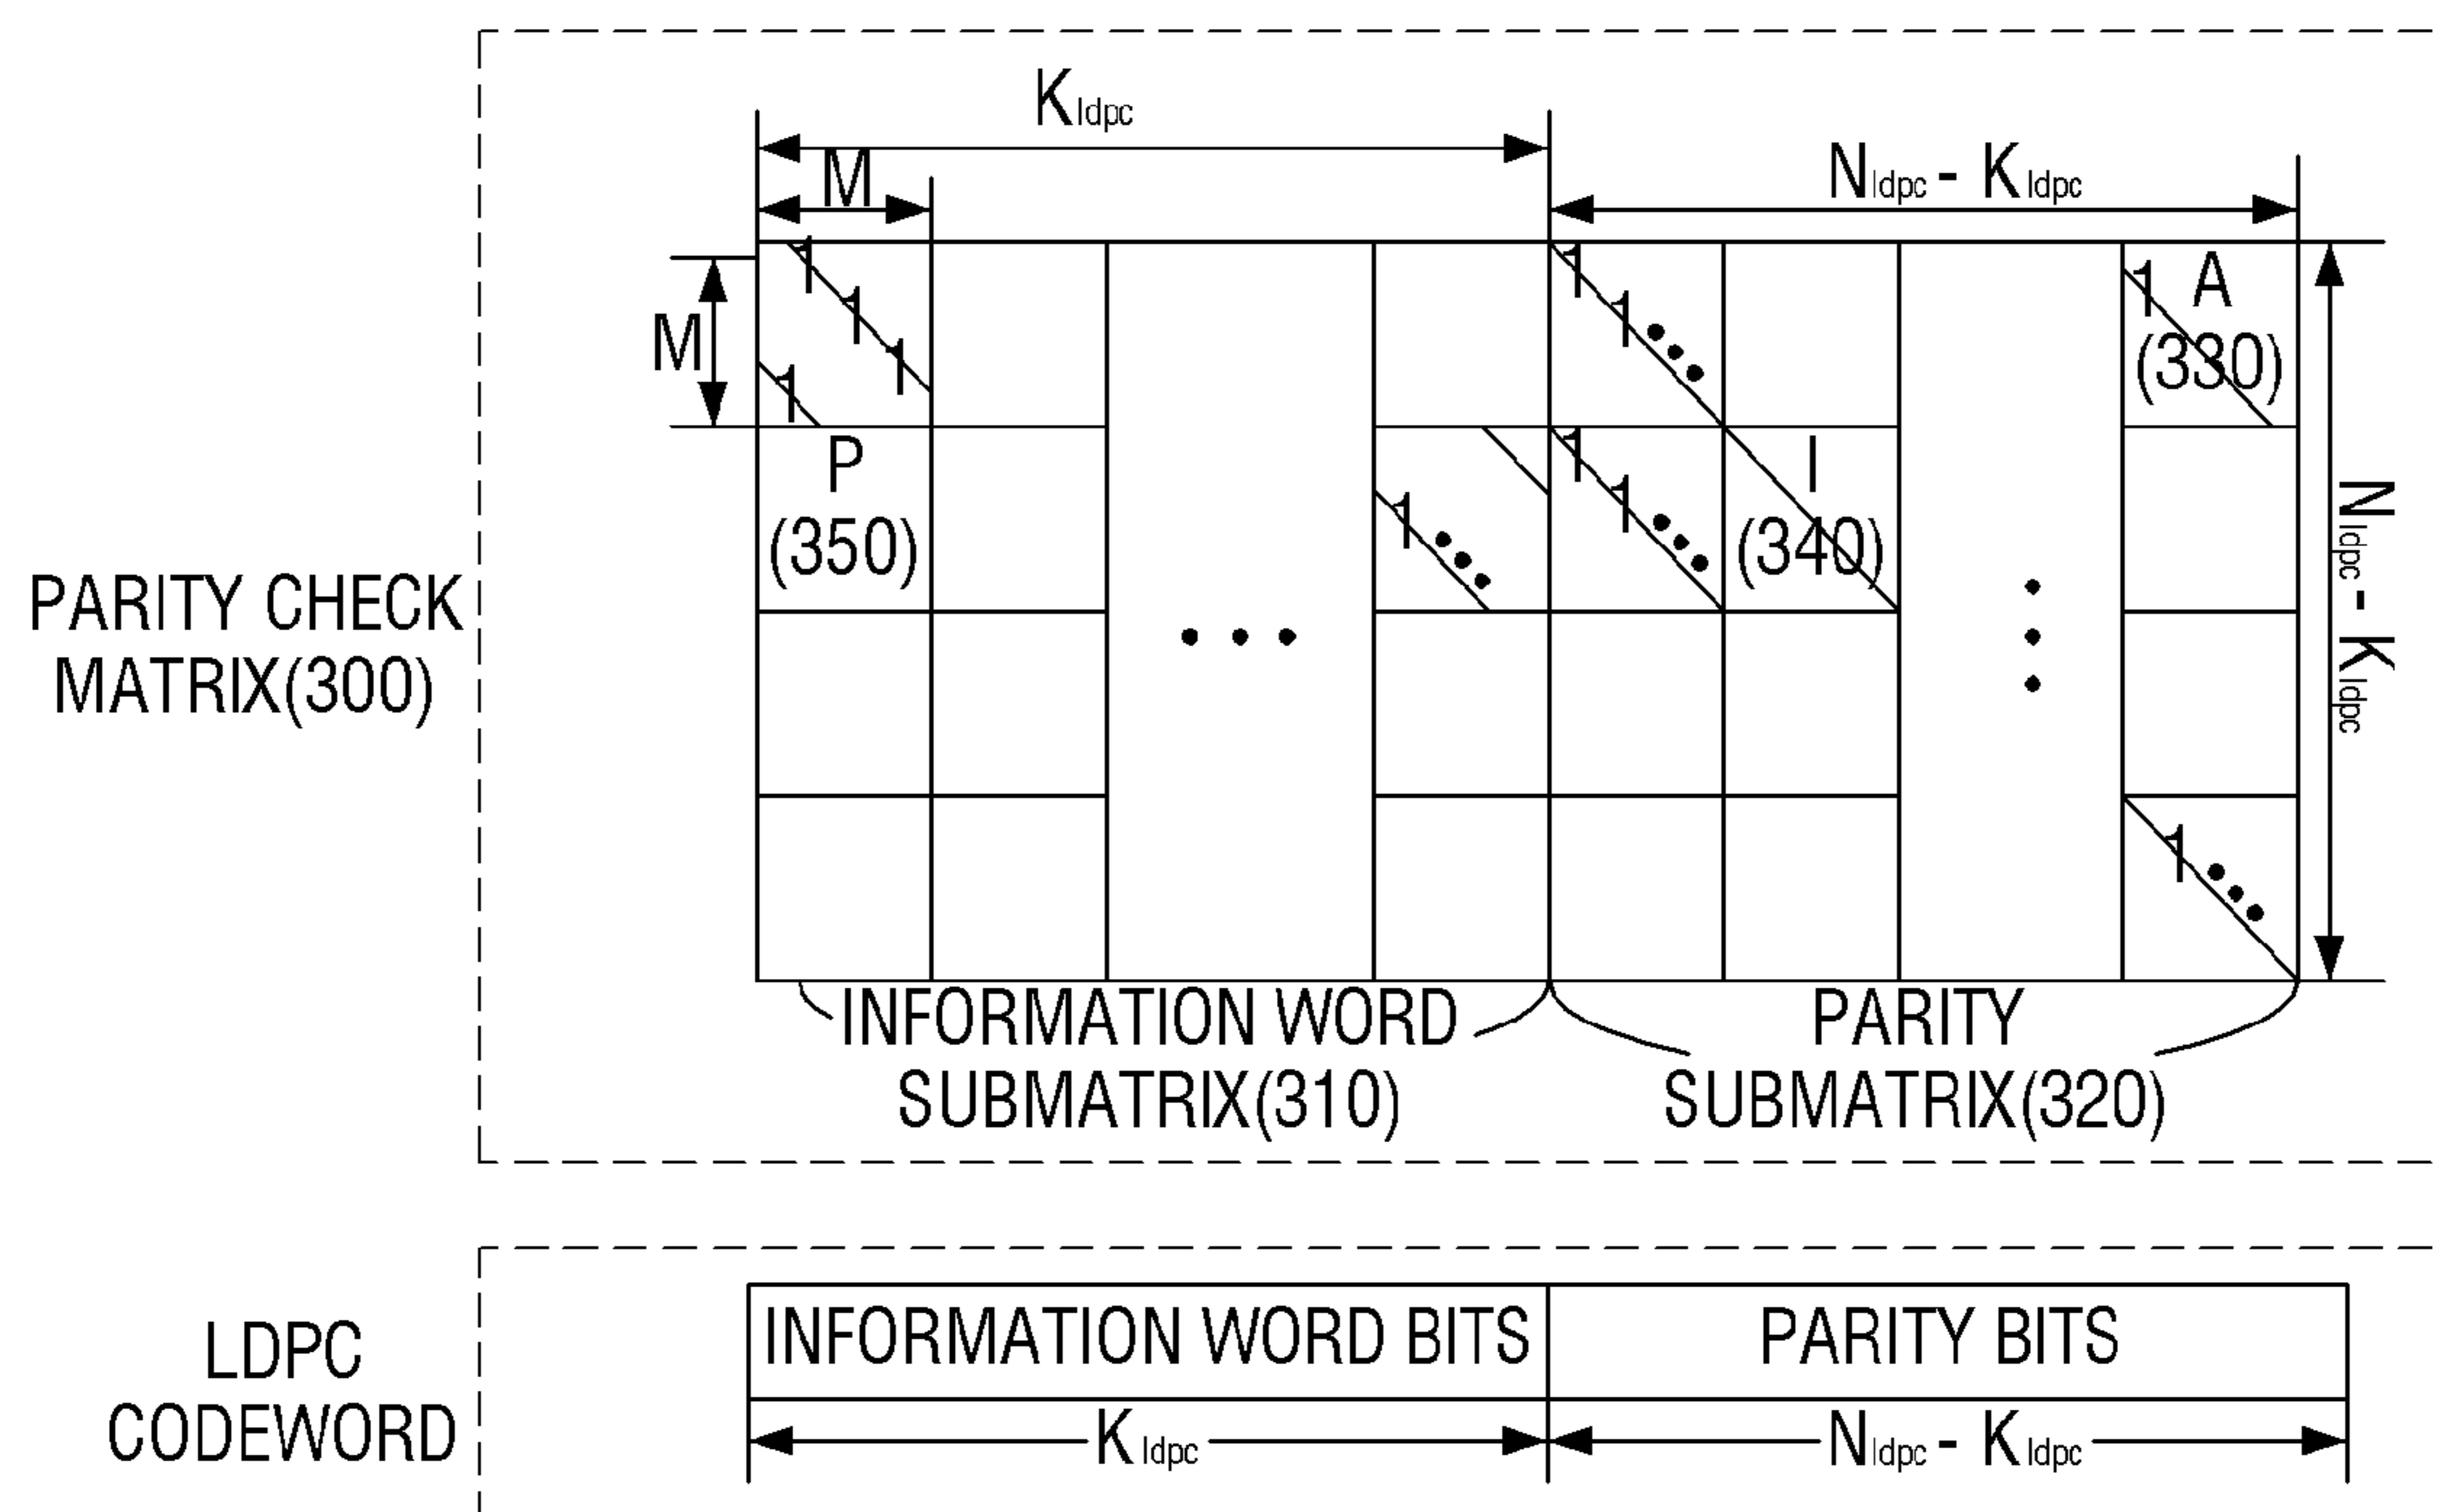 Kldpc
M
Nldpc - Kldpc
1
1
1
1
M
1
1
1
A
(330)
P
(350)
1
1
1
I
(340)
Nldpc - Kldpc
PARITY CHECK
MATRIX(300)
1
INFORMATION WORD
SUBMATRIX(310)
PARITY
SUBMATRIX(320)
LDPC
CODEWORD
INFORMATION WORD BITS
PARITY BITS
Kldpc
Nldpc - Kldpc